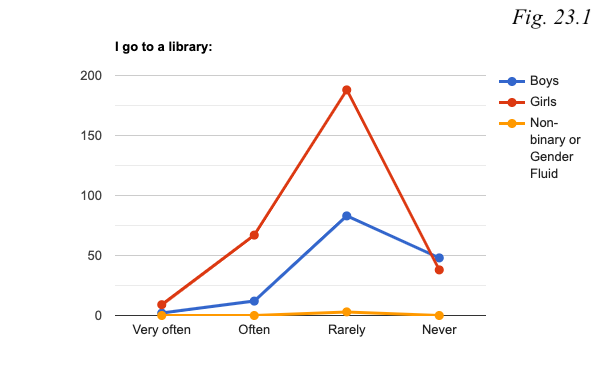 Fig. 23.1
I go to a library:
200
150
100
50
0
Very often
Often
Rarely
Never
Boys
Girls
Non-
binary or
Gender
Fluid